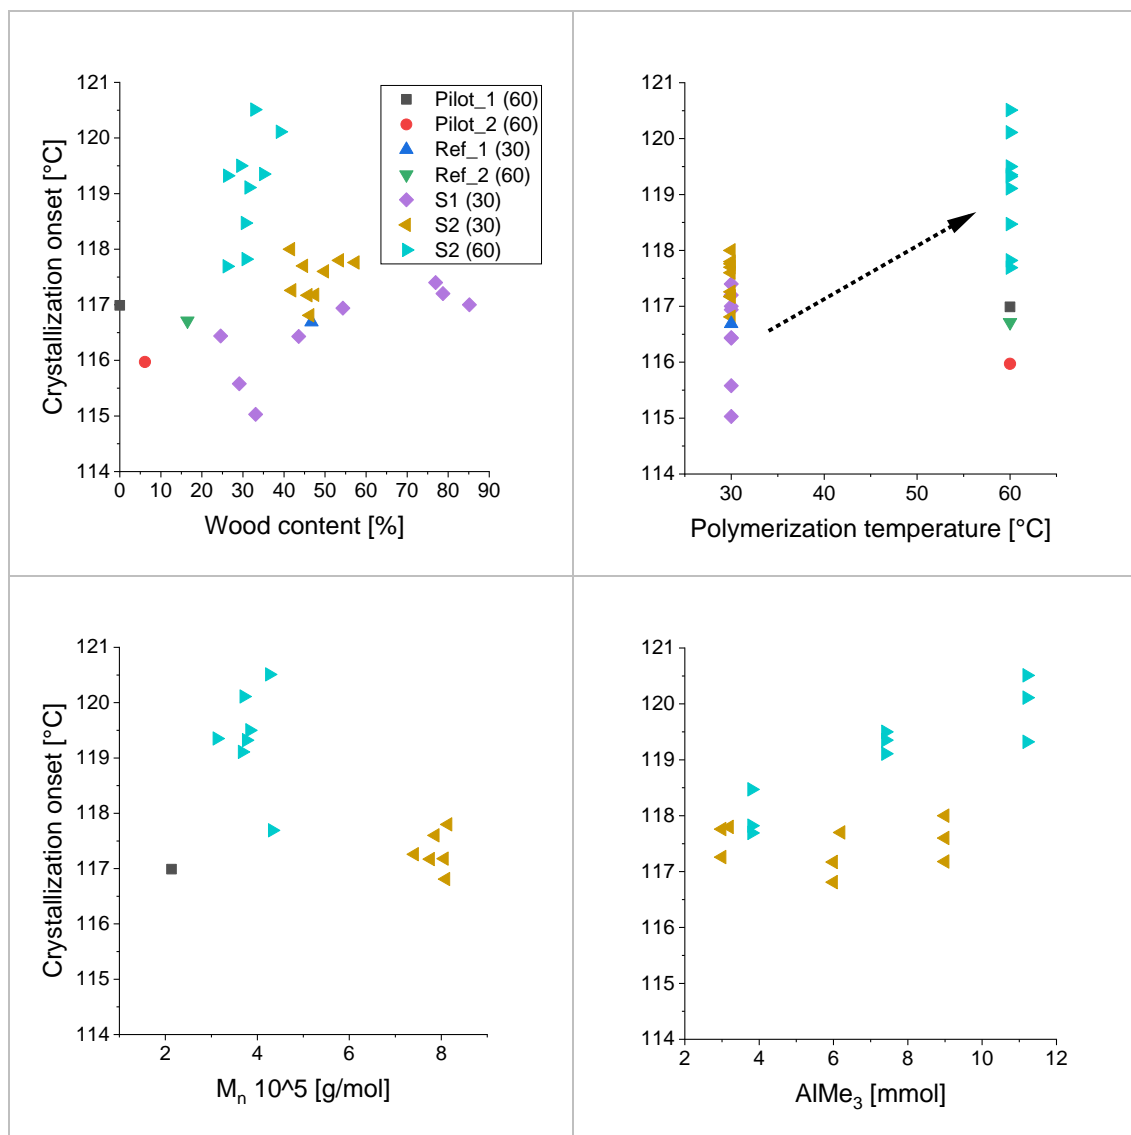 121
120
119
118
117
116
115
114
Crystallization onset [°C]
Pilot_1 (60)
Pilot_2 (60)
Ref_1 (30)
Ref_2 (60)
S1 (30)
S2 (30)
S2 (60)
0 10 20 30 40 50 60 70 80 90
Wood content [%]
121
120
119
118
117
116
115
114
30 40 50 60
Polymerization temperature [°C]
121
120
119
118
117
116
115
114
Crystallization onset [°C]
2 4 6 8
Mₙ 10^5 [g/mol]
121
120
119
118
117
116
115
114
2 4 6 8 10 12
AlMe₃ [mmol]